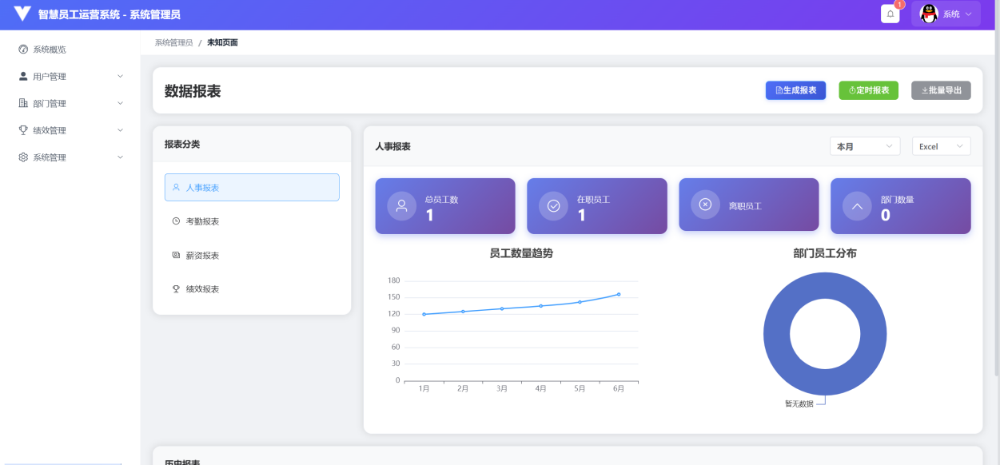 智慧员工运营系统 - 系统管理员
1
系统
系统概览
用户管理
部门管理
绩效管理
系统管理
系统管理员 / 未知页面
数据报表
生成报表
定时报表
批量导出
报表分类
人事报表
考勤报表
薪资报表
绩效报表
人事报表
本月
Excel
总员工数
1
在职员工
1
离职员工
部门数量
0
员工数量趋势
180
150
120
90
60
30
0
1月 2月 3月 4月 5月 6月
部门员工分布
暂无数据
历史报表